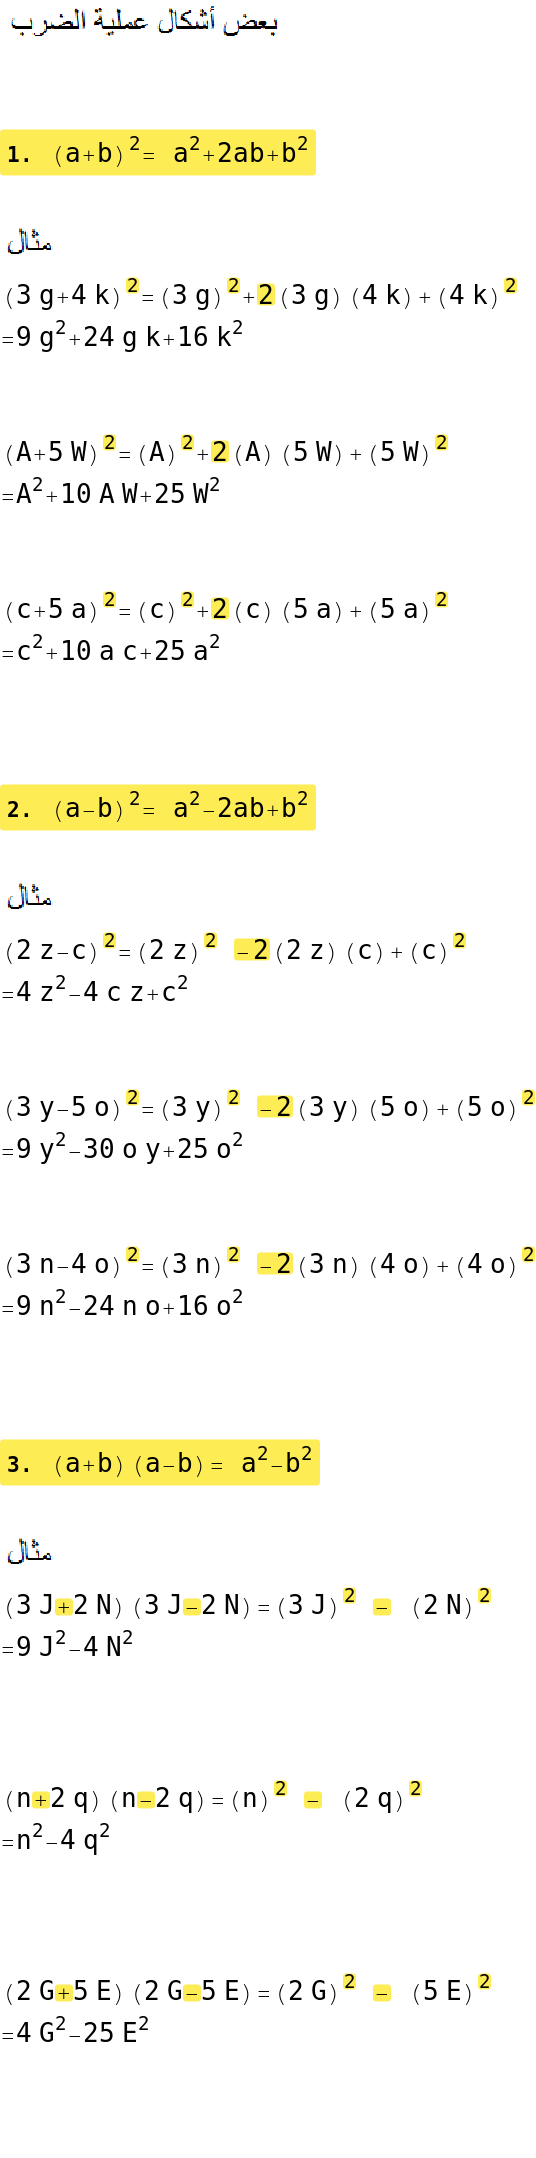 بعض أشكال عملية الضرب
1. (a+b)²= a²+2ab+b²
مثال
(3 g+4 k)²=(3 g)²+2(3 g) (4 k)+(4 k)²
=9 g²+24 g k+16 k²
(A+5 W)²=(A)²+2(A) (5 W)+(5 W)²
=A²+10 A W+25 W²
(c+5 a)²=(c)²+2(c) (5 a)+(5 a)²
=c²+10 a c+25 a²
2. (a-b)²= a²-2ab+b²
مثال
(2 z-c)²=(2 z)² -2(2 z) (c)+(c)²
=4 z²-4 c z+c²
(3 y-5 o)²=(3 y)² -2(3 y) (5 o)+(5 o)²
=9 y²-30 o y+25 o²
(3 n-4 o)²=(3 n)² -2(3 n) (4 o)+(4 o)²
=9 n²-24 n o+16 o²
3. (a+b)(a-b)= a²-b²
مثال
(3 J+2 N) (3 J-2 N)=(3 J)² - (2 N)²
=9 J²-4 N²
(n+2 q) (n-2 q)=(n)² - (2 q)²
=n²-4 q²
(2 G+5 E) (2 G-5 E)=(2 G)² - (5 E)²
=4 G²-25 E²